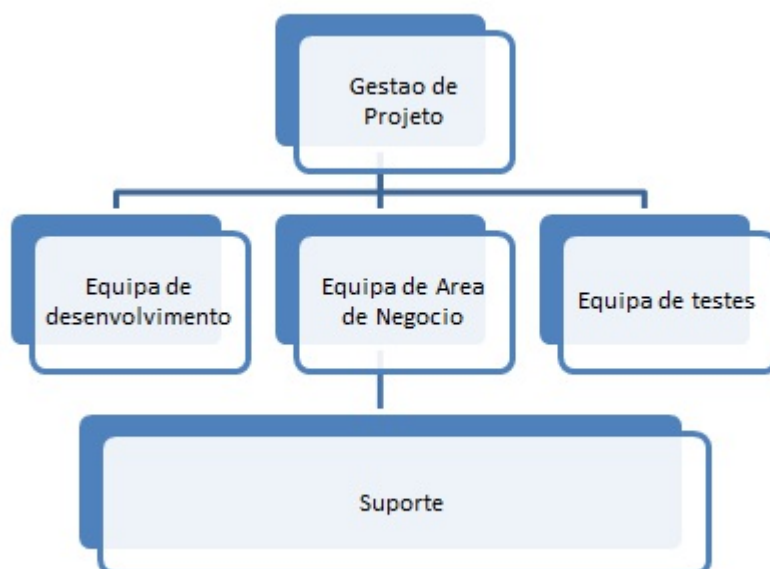 Gestao de
Projeto
Equipa de
desenvolvimento
Equipa de Area
de Negocio
Equipa de testes
Suporte